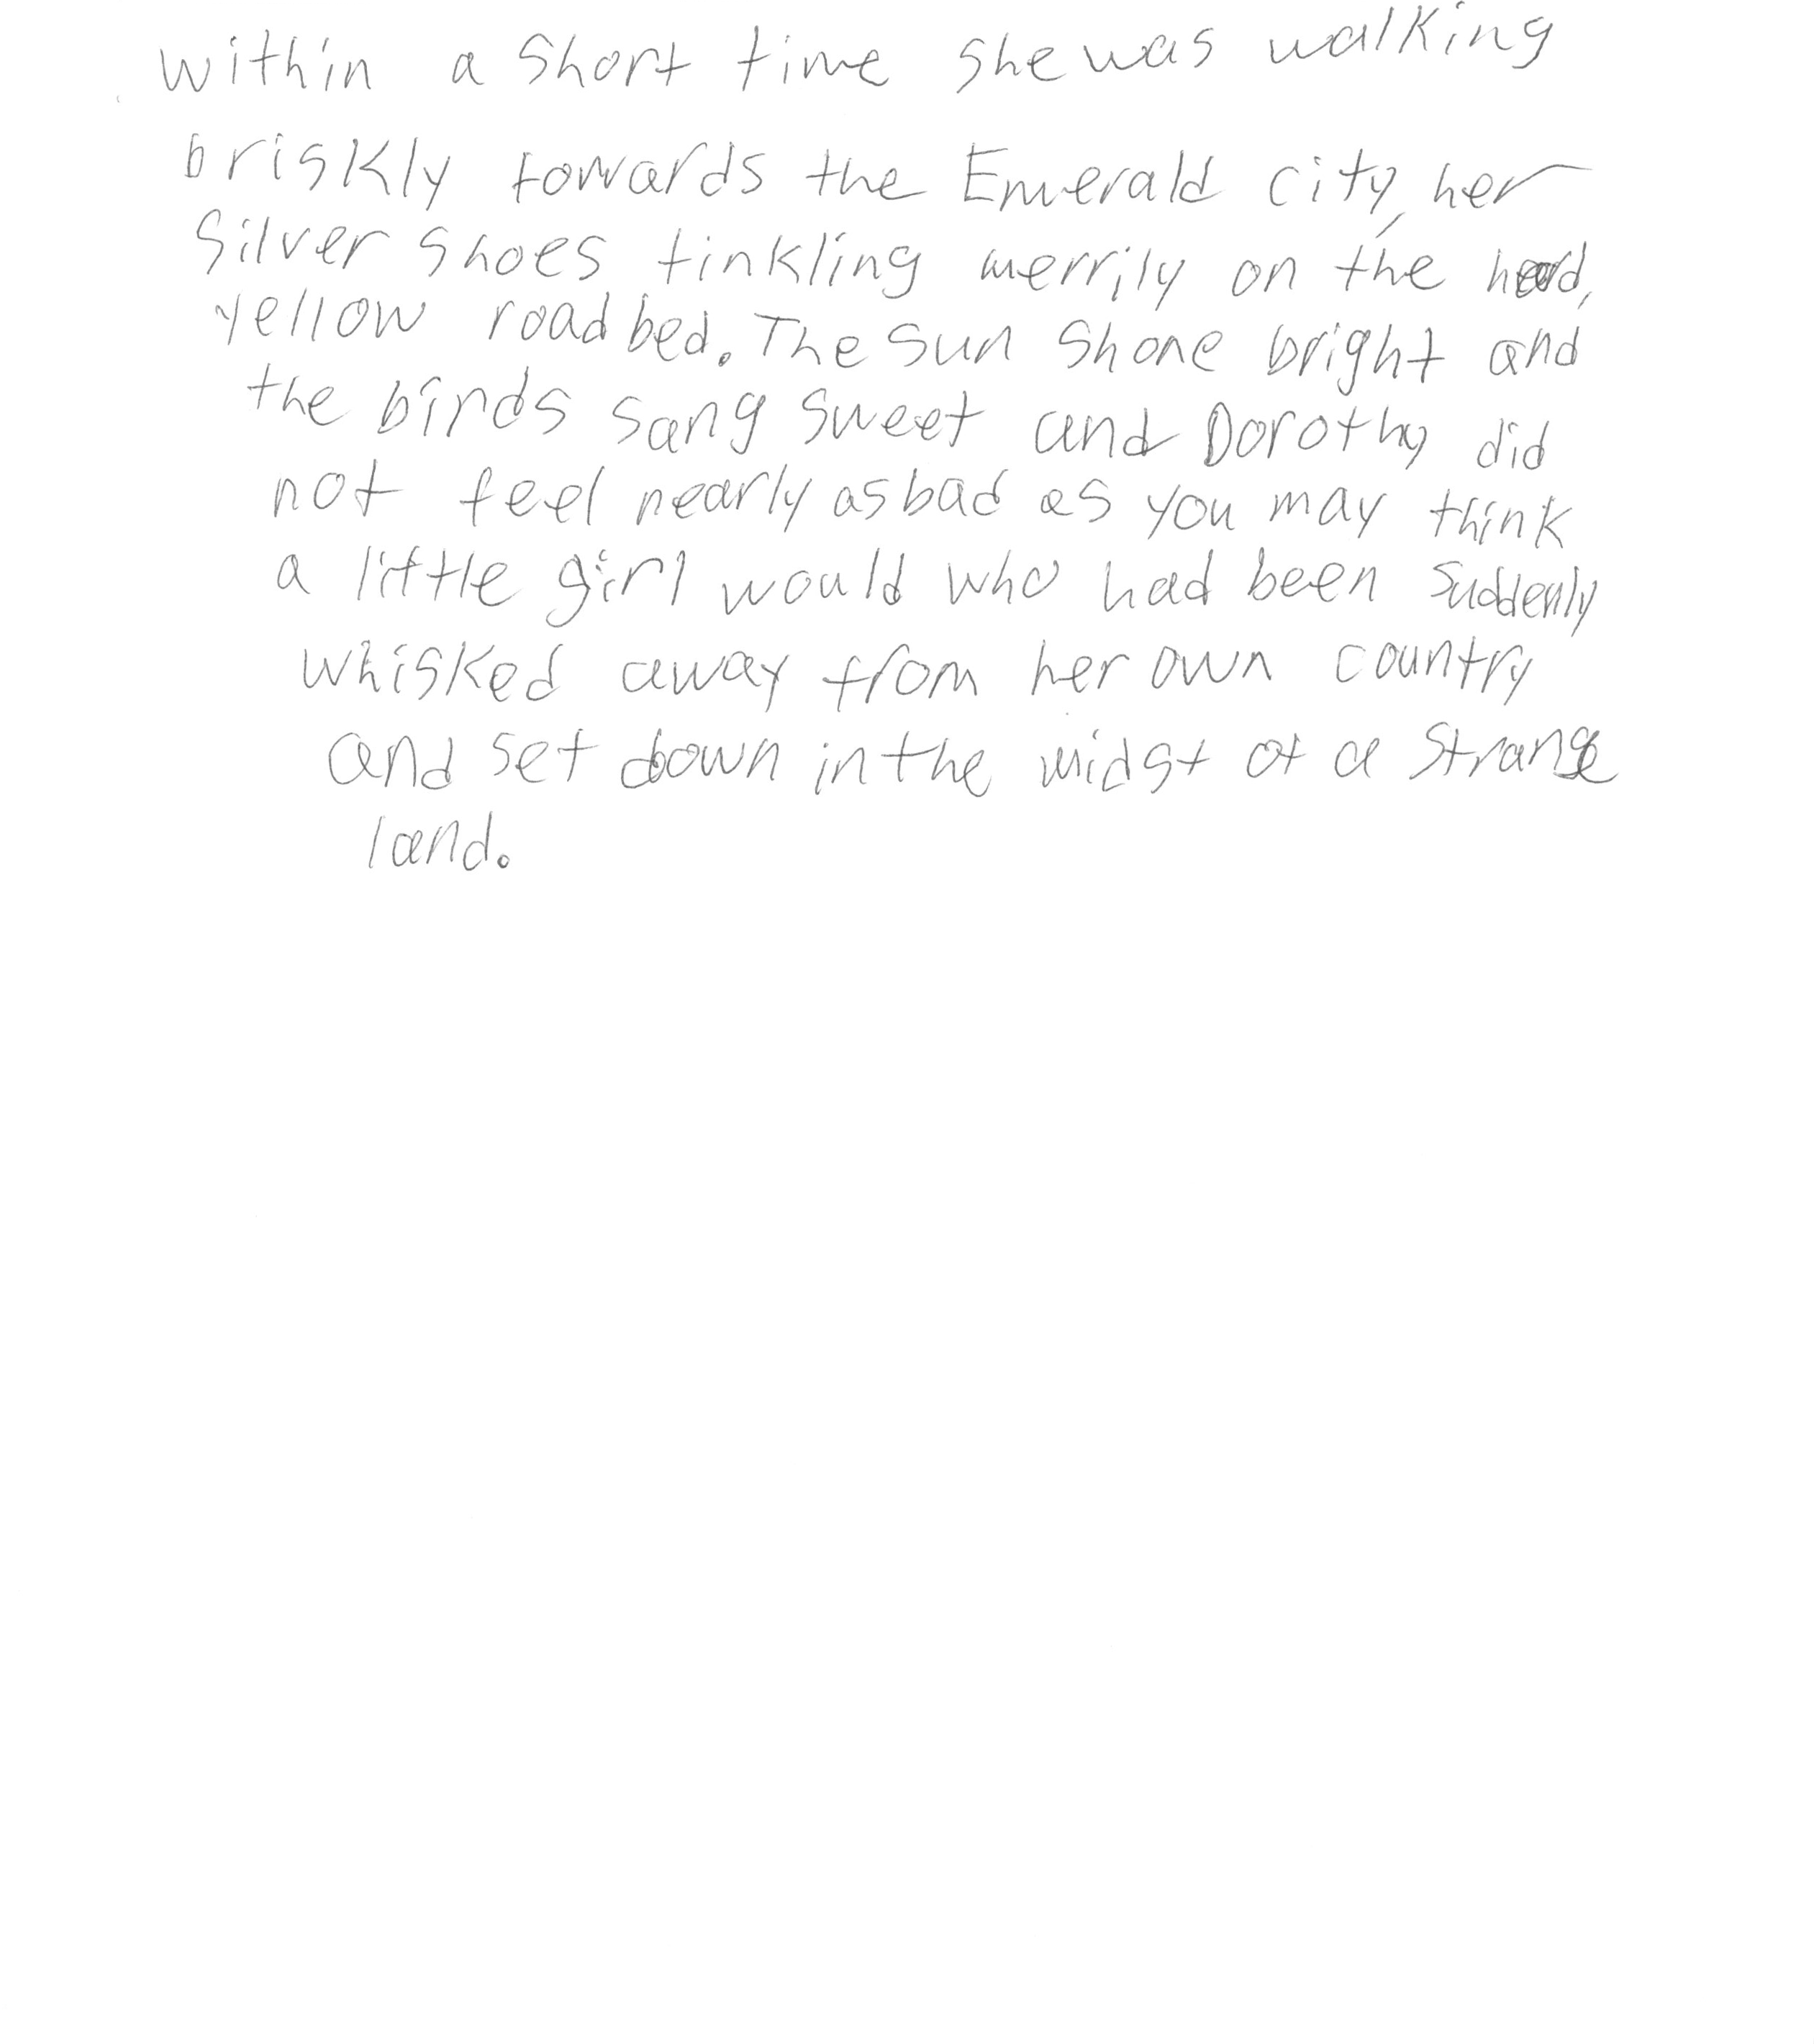 Within a short time she was walking
briskly towards the Emerald City, her
Silver Shoes tinkling merrily on the hard,
yellow roadbed. The sun shone bright and
the birds sang sweet and Dorothy did
not feel nearly as bad as you may think
a little girl would who had been suddenly
whisked away from her own country
and set down in the midst of a strange
land.